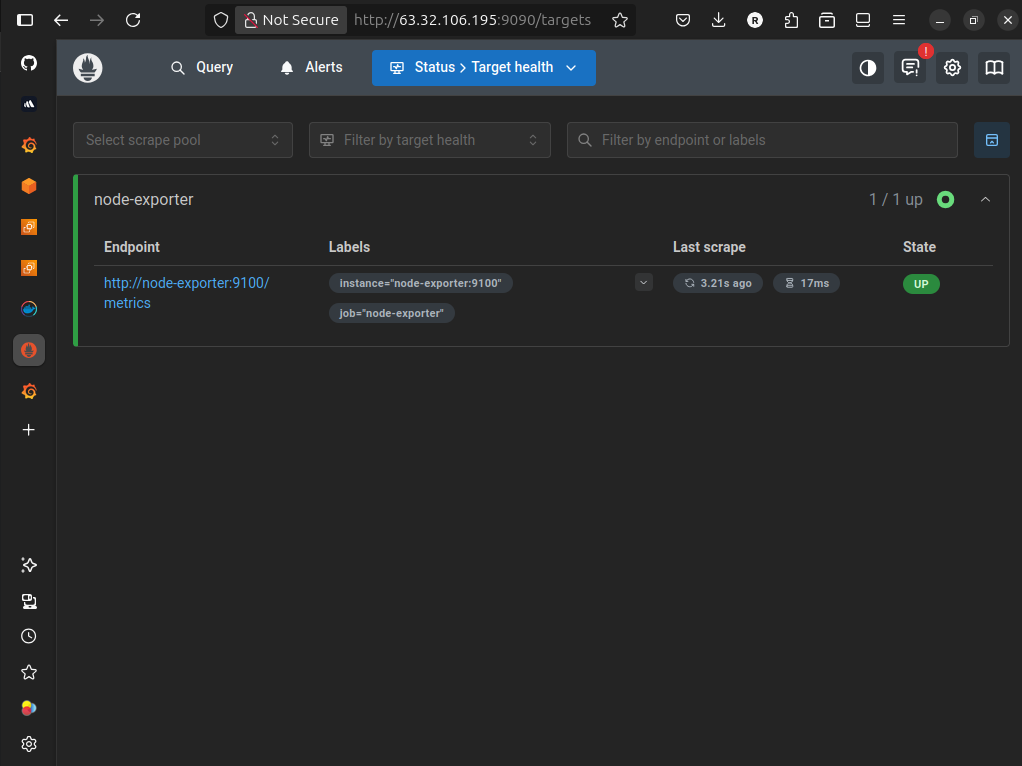 Not Secure http://63.32.106.195:9090/targets
R
Query Alerts Status > Target health
!
Select scrape pool Filter by target health Filter by endpoint or labels
node-exporter 1 / 1 up
Endpoint Labels Last scrape State
http://node-exporter:9100/ instance="node-exporter:9100" 3.21s ago 17ms UP
metrics job="node-exporter"